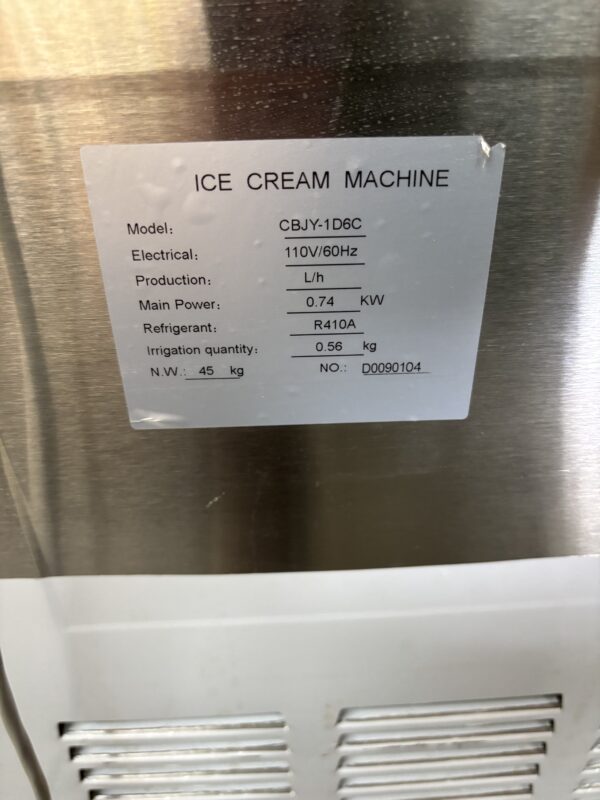 ICE CREAM MACHINE
Model: CBJY-1D6C
Electrical: 110V/60Hz
Production: L/h
Main Power: 0.74 KW
Refrigerant: R410A
Irrigation quantity: 0.56 kg
N.W.: 45 kg NO.: D0090104